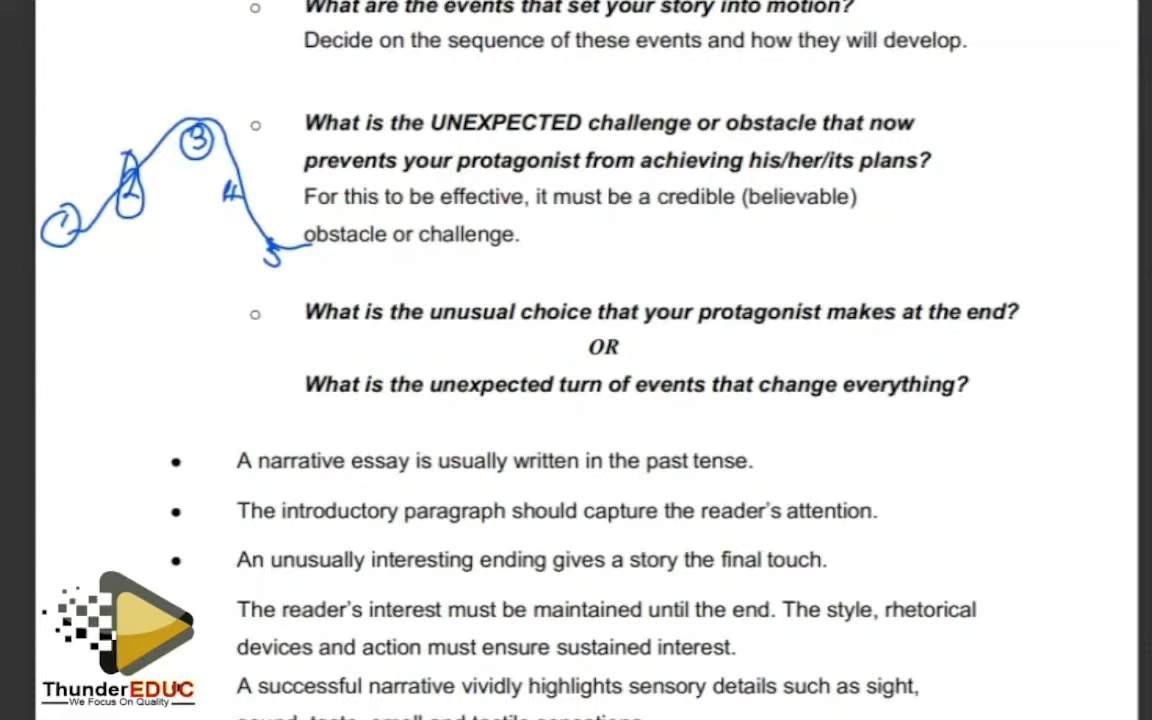 What are the events that set your story into motion?
Decide on the sequence of these events and how they will develop.
What is the UNEXPECTED challenge or obstacle that now
prevents your protagonist from achieving his/her/its plans?
For this to be effective, it must be a credible (believable)
obstacle or challenge.
1
2
3
4
5
What is the unusual choice that your protagonist makes at the end?
OR
What is the unexpected turn of events that change everything?
A narrative essay is usually written in the past tense.
The introductory paragraph should capture the reader's attention.
An unusually interesting ending gives a story the final touch.
The reader's interest must be maintained until the end. The style, rhetorical
devices and action must ensure sustained interest.
A successful narrative vividly highlights sensory details such as sight,
sound, taste, smell and tactile sensations.
ThunderEDUC
We Focus On Quality